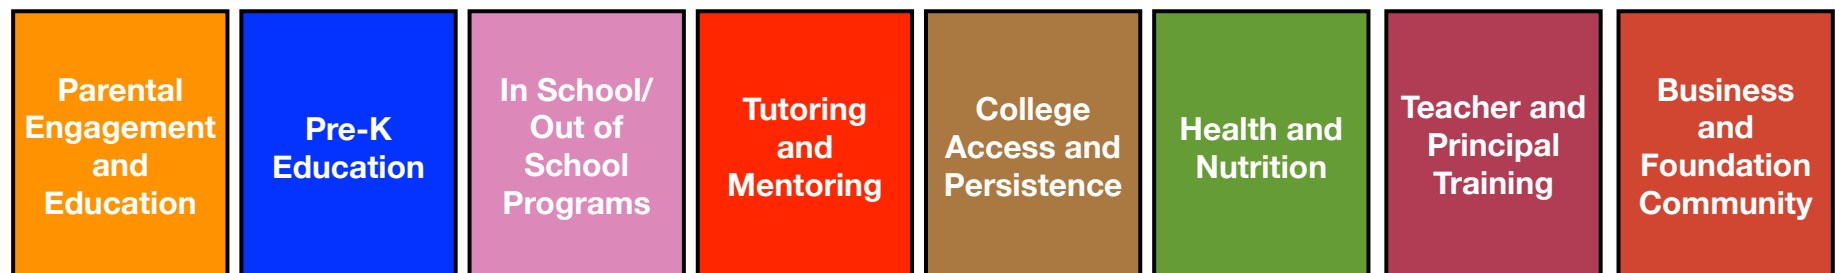 Parental
Engagement
and
Education
Pre-K
Education
In School/
Out of
School
Programs
Tutoring
and
Mentoring
College
Access and
Persistence
Health and
Nutrition
Teacher and
Principal
Training
Business
and
Foundation
Community